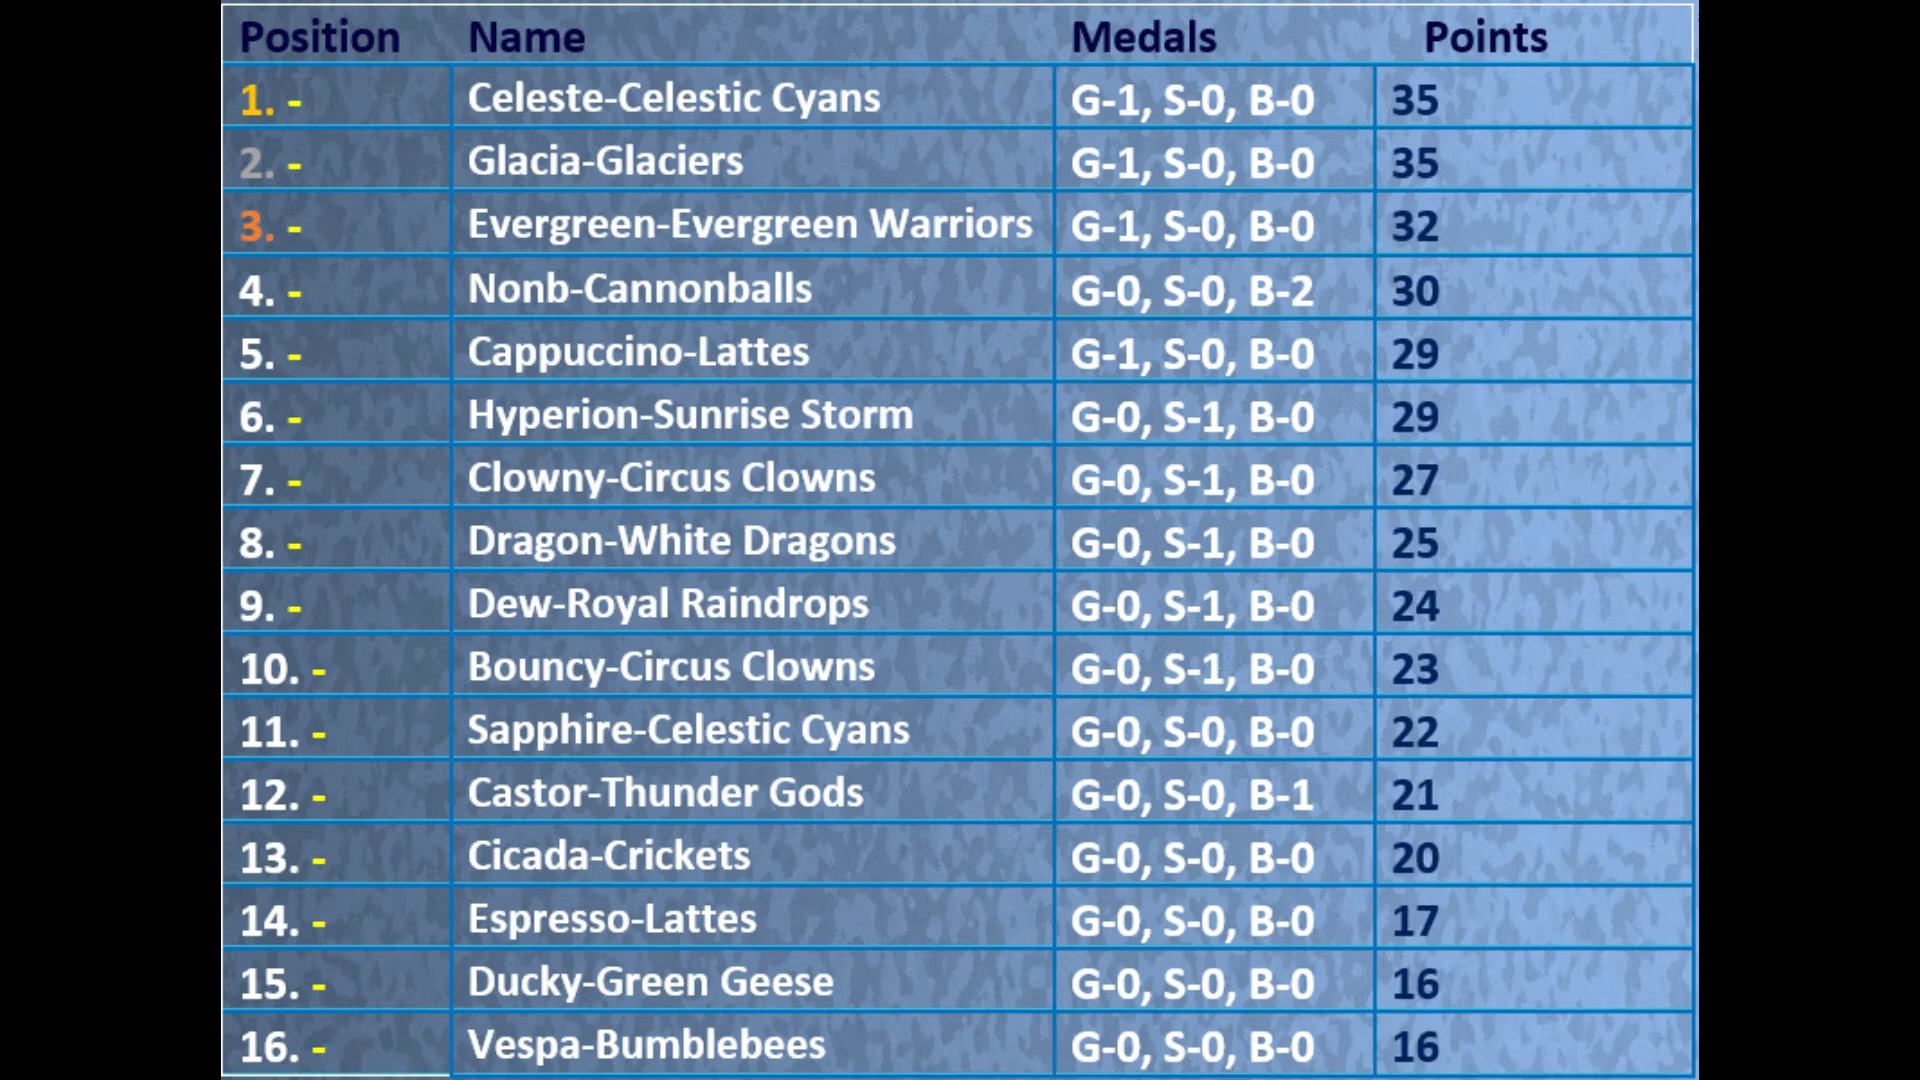 Position Name Medals Points
1. - Celeste-Celestic Cyans G-1, S-0, B-0 35
2. - Glacia-Glaciers G-1, S-0, B-0 35
3. - Evergreen-Evergreen Warriors G-1, S-0, B-0 32
4. - Nonb-Cannonballs G-0, S-0, B-2 30
5. - Cappuccino-Lattes G-1, S-0, B-0 29
6. - Hyperion-Sunrise Storm G-0, S-1, B-0 29
7. - Clowny-Circus Clowns G-0, S-1, B-0 27
8. - Dragon-White Dragons G-0, S-1, B-0 25
9. - Dew-Royal Raindrops G-0, S-1, B-0 24
10. - Bouncy-Circus Clowns G-0, S-1, B-0 23
11. - Sapphire-Celestic Cyans G-0, S-0, B-0 22
12. - Castor-Thunder Gods G-0, S-0, B-1 21
13. - Cicada-Crickets G-0, S-0, B-0 20
14. - Espresso-Lattes G-0, S-0, B-0 17
15. - Ducky-Green Geese G-0, S-0, B-0 16
16. - Vespa-Bumblebees G-0, S-0, B-0 16